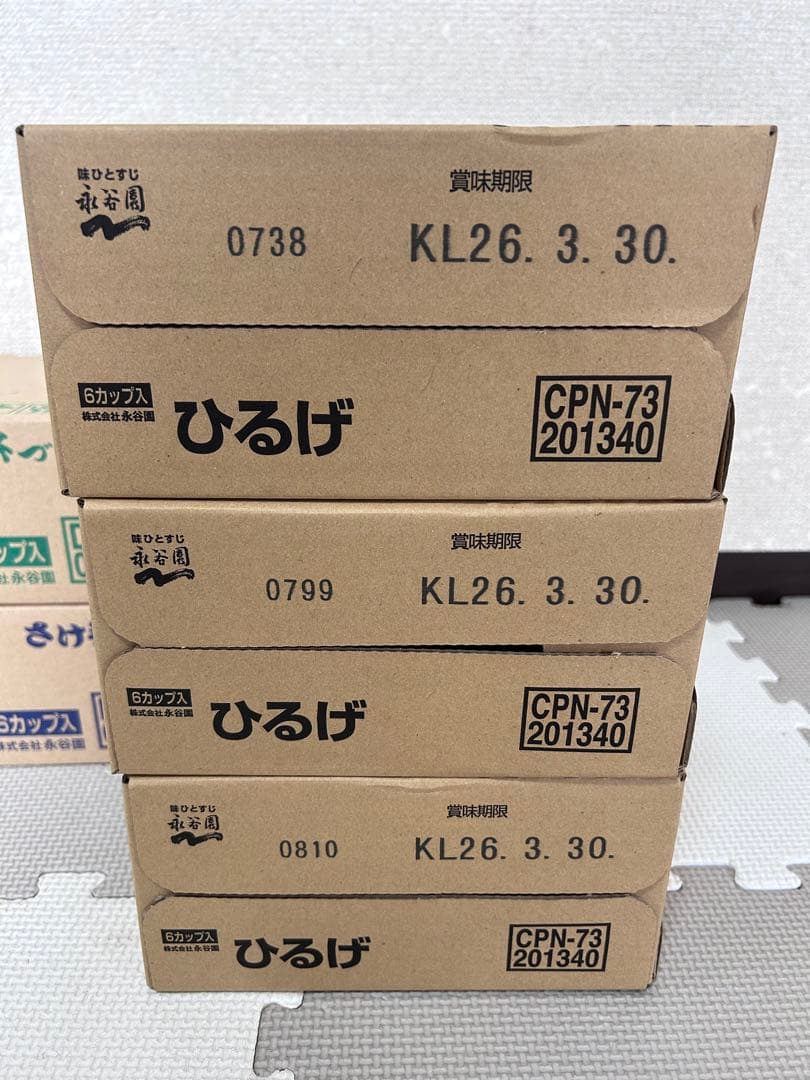 味ひとすじ
永谷園
賞味期限
0738
KL26. 3. 30.
6カップ入
株式会社 永谷園
ひるげ
CPN-73
201340
味ひとすじ
永谷園
賞味期限
0799
KL26. 3. 30.
6カップ入
株式会社 永谷園
ひるげ
CPN-73
201340
味ひとすじ
永谷園
賞味期限
0810
KL26. 3. 30.
6カップ入
株式会社 永谷園
ひるげ
CPN-73
201340
づ
ップ入
会社 永谷園
さけ
6カップ入
式会社 永谷園